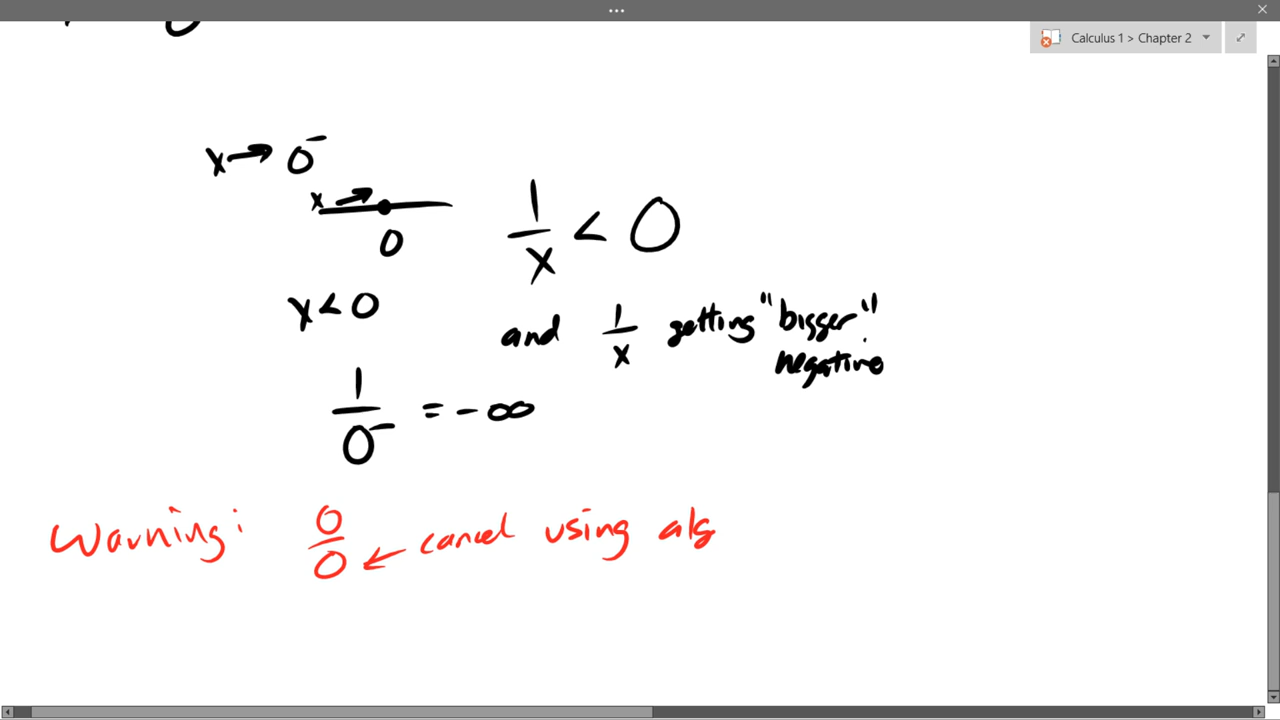 Calculus 1 > Chapter 2
x → 0⁻
x →
0
1/x < 0
x < 0
and 1/x getting "bigger"
negative
1/0⁻ = -∞
Warning: 0/0 ← cancel using alg